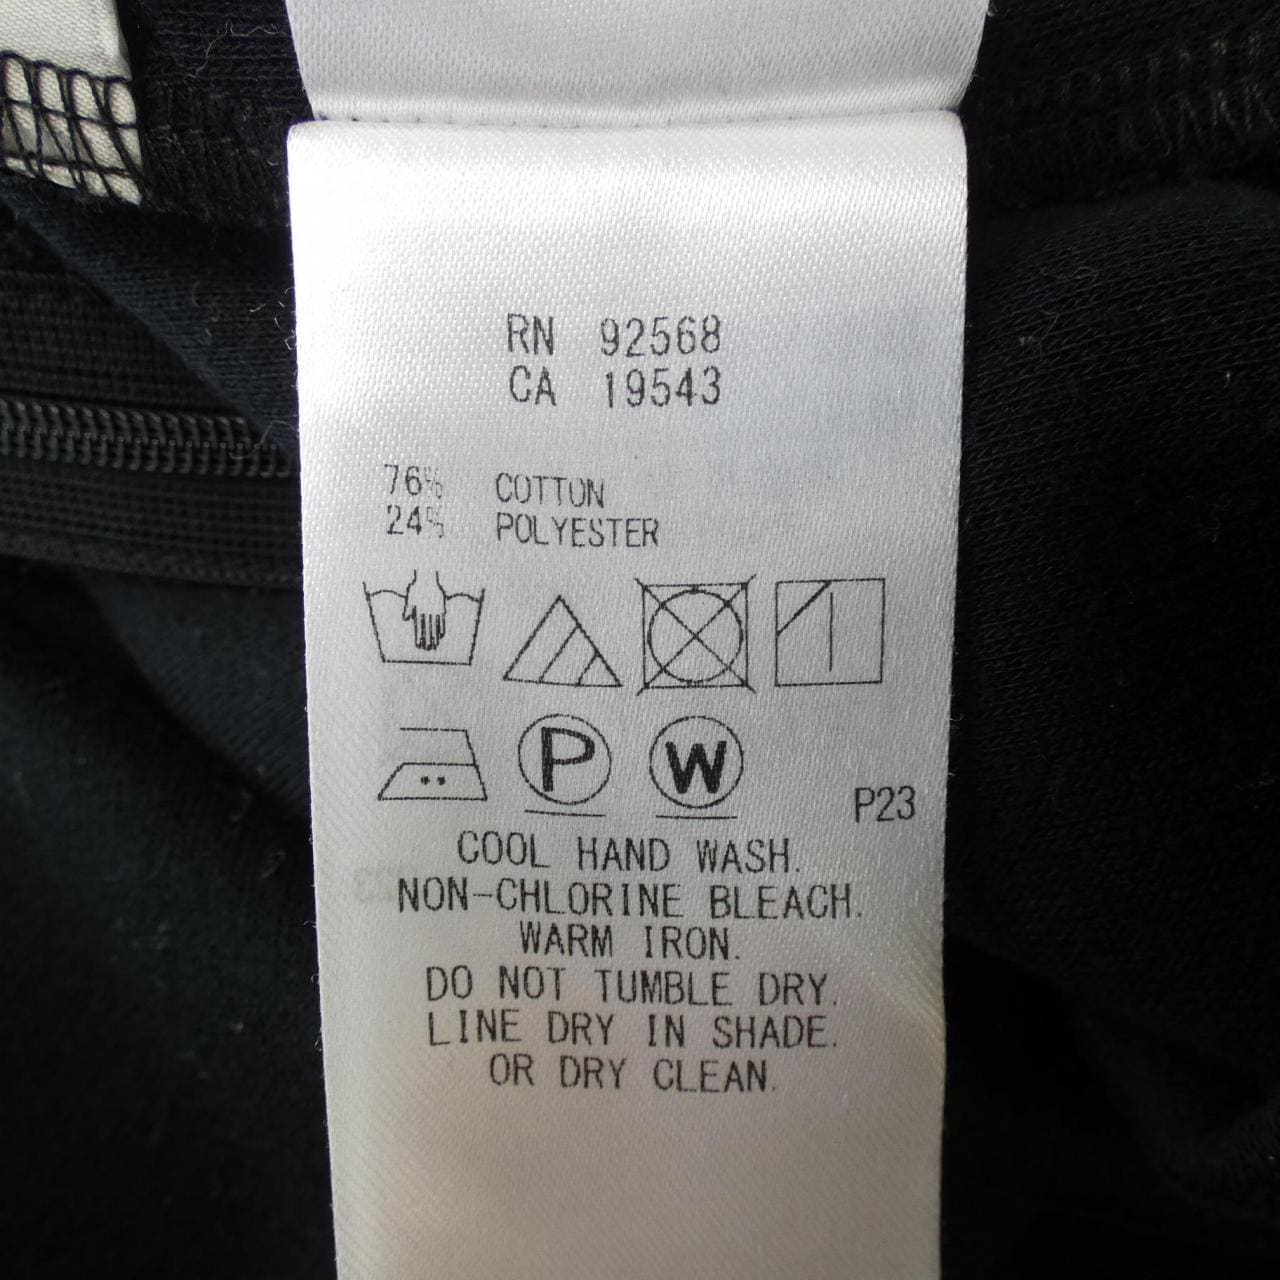 RN 92568
CA 19543
76% COTTON
24% POLYESTER
P W
P23
COOL HAND WASH.
NON-CHLORINE BLEACH.
WARM IRON.
DO NOT TUMBLE DRY.
LINE DRY IN SHADE.
OR DRY CLEAN.